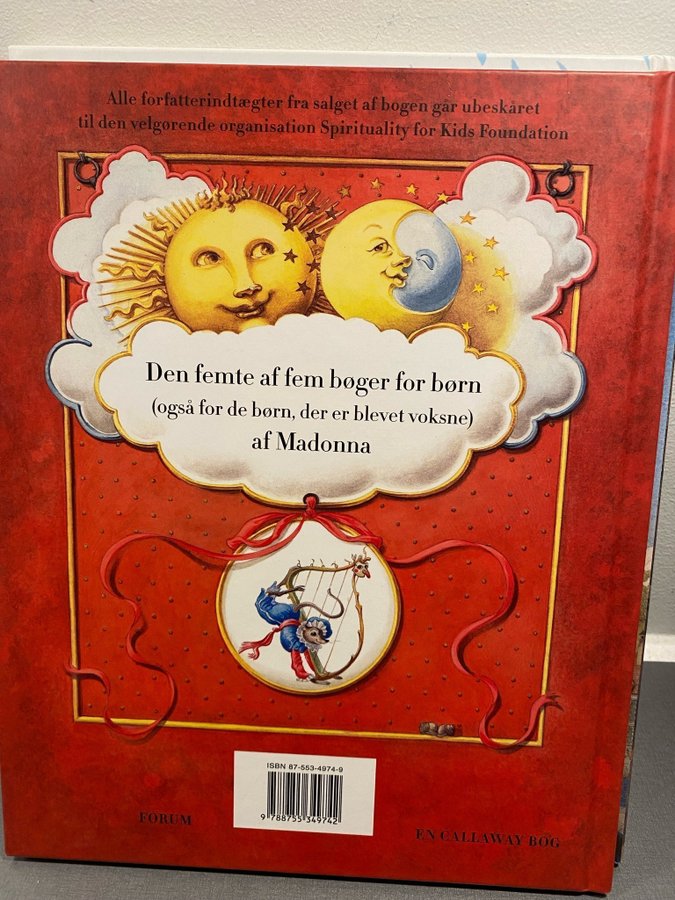 Alle forfatterindtægter fra salget af bogen går ubeskåret
til den velgørende organisation Spirituality for Kids Foundation
Den femte af fem bøger for børn
(også for de børn, der er blevet voksne)
af Madonna
ISBN 87-553-4974-9
9 788755 349742
FORUM
EN CALLAWAY BOG